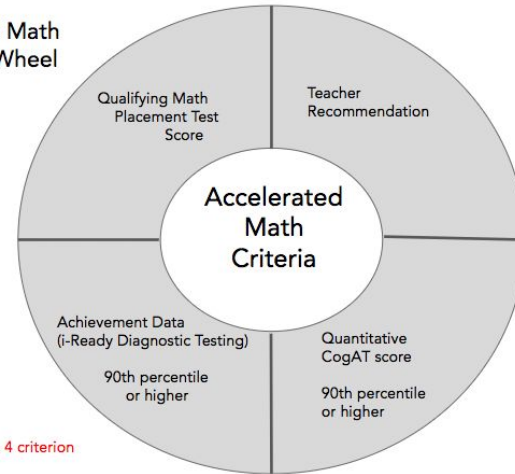 Math
Wheel
Qualifying Math
Placement Test
Score
Teacher
Recommendation
Accelerated
Math
Criteria
Achievement Data
(i-Ready Diagnostic Testing)
90th percentile
or higher
Quantitative
CogAT score
90th percentile
or higher
4 criterion